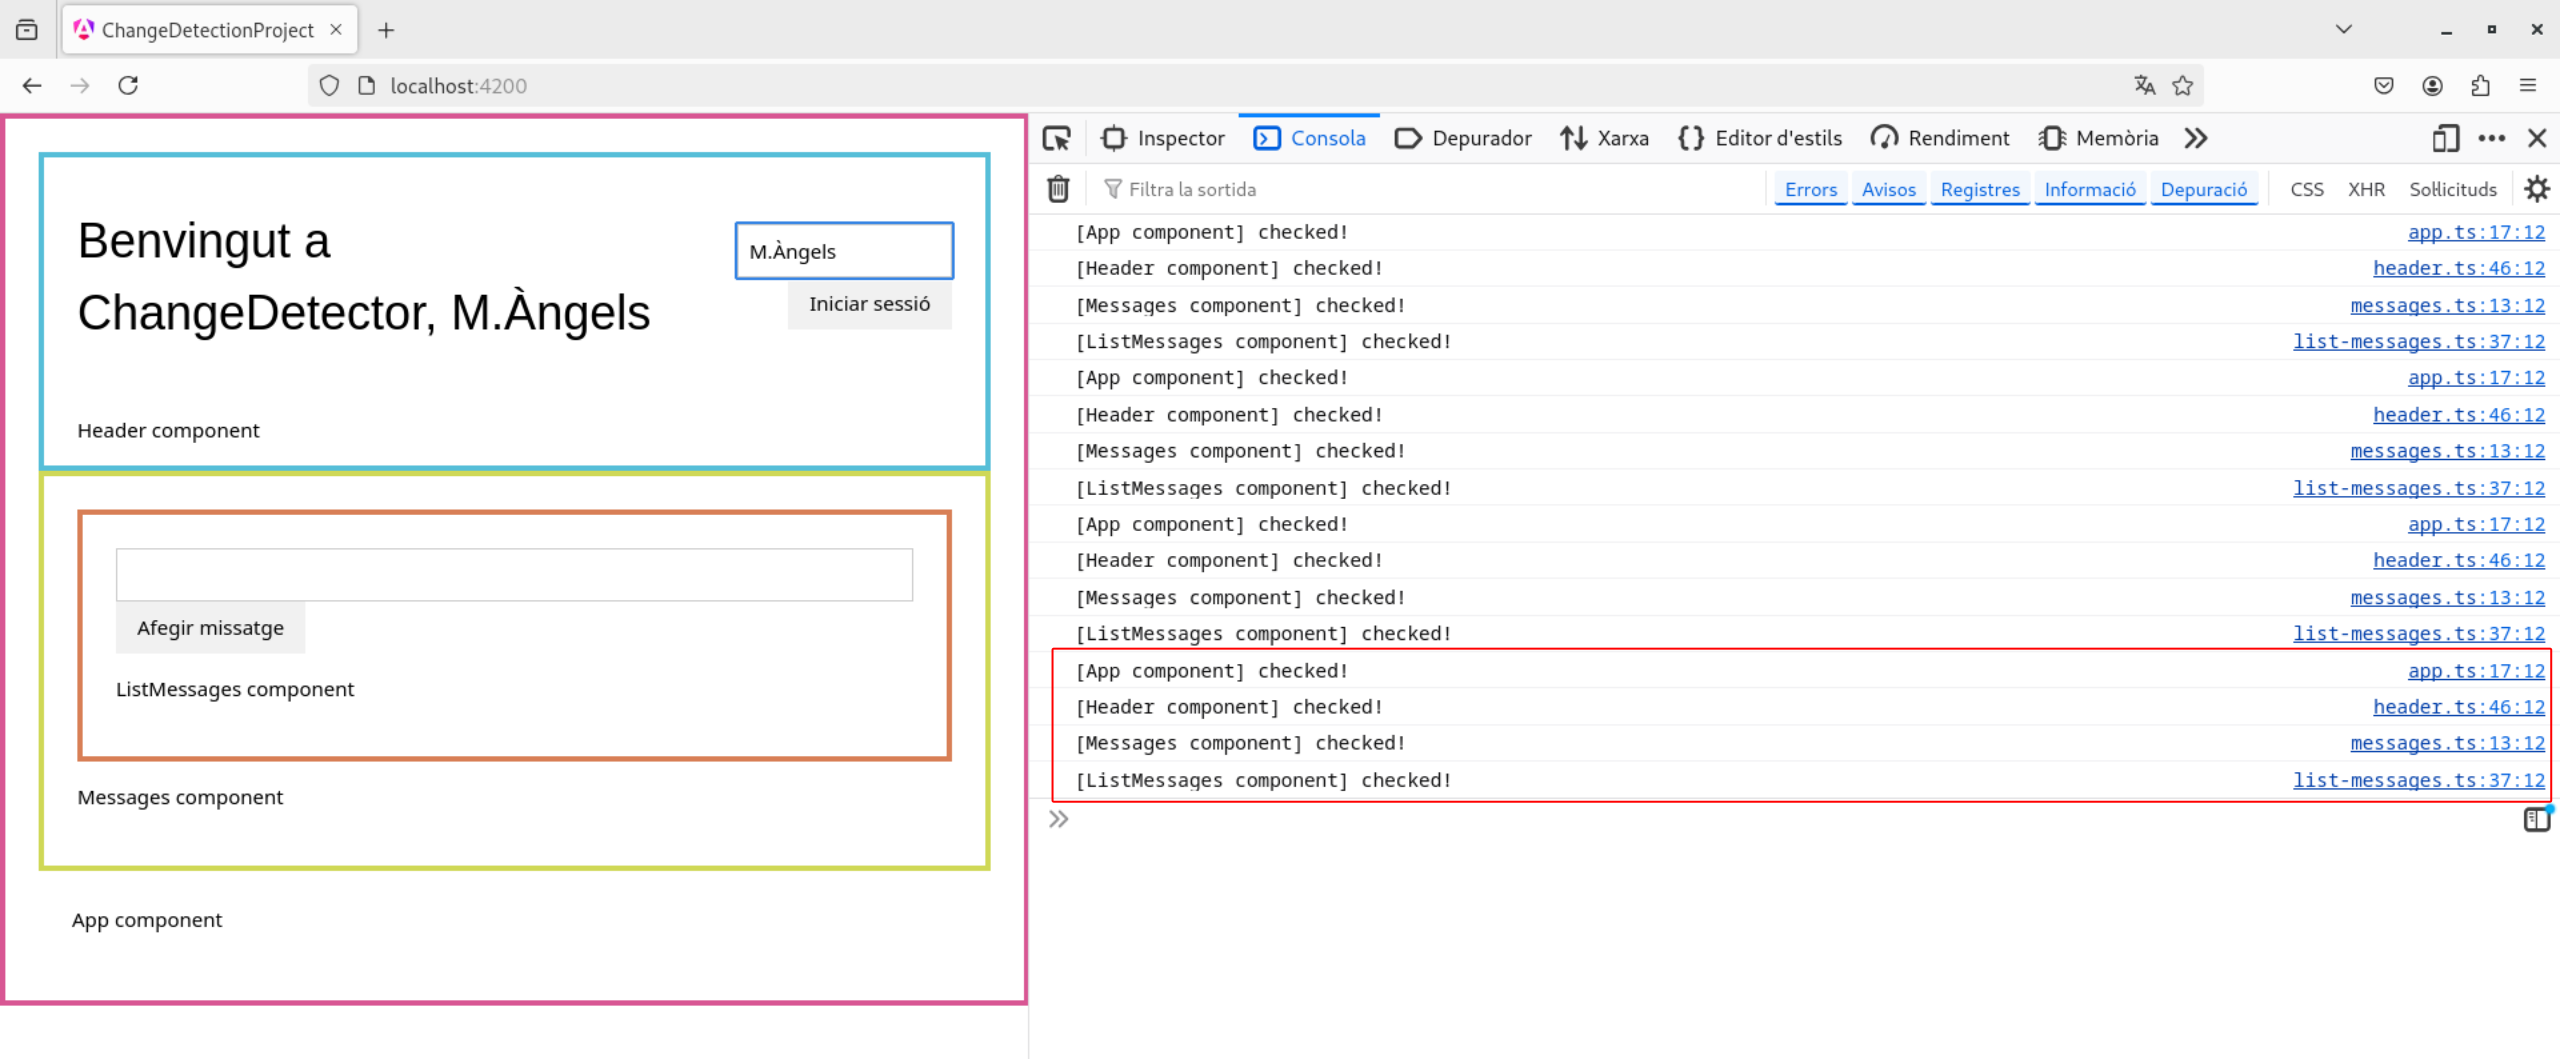 ChangeDetectionProject
localhost:4200
Benvingut a
ChangeDetector, M.Àngels
M.Àngels
Iniciar sessió
Header component
Afegir missatge
ListMessages component
Messages component
App component
Inspector Consola Depurador Xarxa Editor d'estils Rendiment Memòria
Filtra la sortida Errors Avisos Registres Informació Depuració CSS XHR Sol·licituds
[App component] checked! app.ts:17:12
[Header component] checked! header.ts:46:12
[Messages component] checked! messages.ts:13:12
[ListMessages component] checked! list-messages.ts:37:12
[App component] checked! app.ts:17:12
[Header component] checked! header.ts:46:12
[Messages component] checked! messages.ts:13:12
[ListMessages component] checked! list-messages.ts:37:12
[App component] checked! app.ts:17:12
[Header component] checked! header.ts:46:12
[Messages component] checked! messages.ts:13:12
[ListMessages component] checked! list-messages.ts:37:12
[App component] checked! app.ts:17:12
[Header component] checked! header.ts:46:12
[Messages component] checked! messages.ts:13:12
[ListMessages component] checked! list-messages.ts:37:12